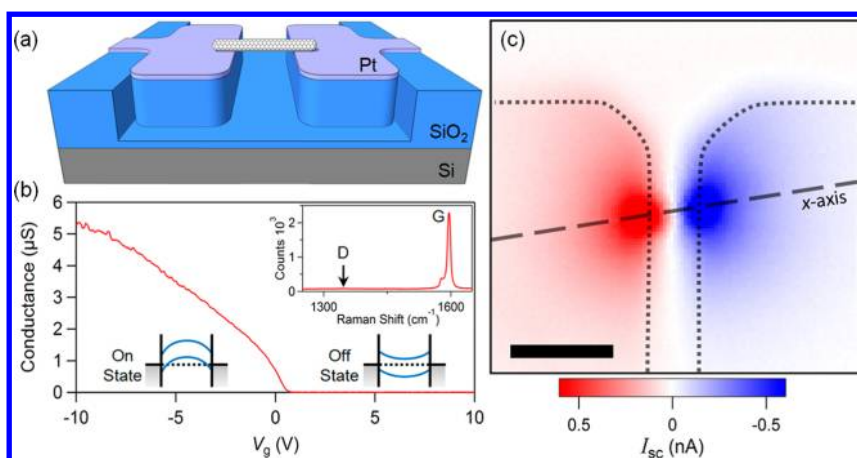 (a)
Pt
SiO₂
Si
(b)
Conductance (µS)
6
5
4
3
2
1
0
-10
-5
0
5
10
Vg (V)
On
State
Off
State
Counts 10³
2
1
0
D
G
1300
1600
Raman Shift (cm⁻¹)
(c)
x-axis
0.5
0
-0.5
Isc (nA)